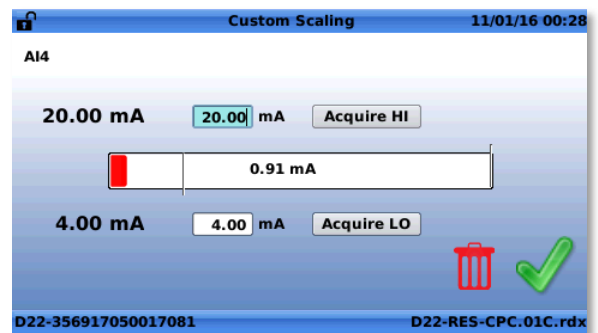 Custom Scaling 11/01/16 00:28
AI4
20.00 mA 20.00 mA Acquire HI
0.91 mA
4.00 mA 4.00 mA Acquire LO
D22-356917050017081 D22-RES-CPC.01C.rdx